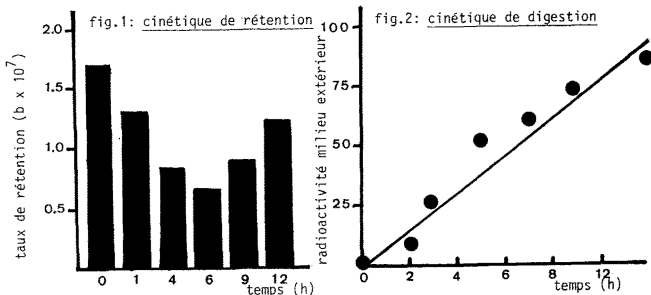 fig.1: cinétique de rétention
taux de rétention (b x 10⁷)
2.0
1.5
1.0
0.5
0 1 4 6 9 12
temps (h)
fig.2: cinétique de digestion
radioactivité milieu extérieur
100
75
50
25
0 2 4 6 8 12
temps (h)